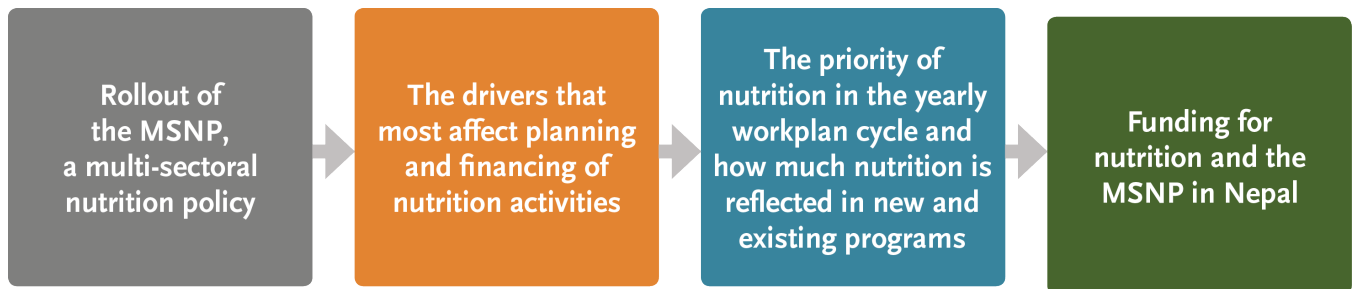 Rollout of
the MSNP,
a multi-sectoral
nutrition policy
The drivers that
most affect planning
and financing of
nutrition activities
The priority of
nutrition in the yearly
workplan cycle and
how much nutrition is
reflected in new and
existing programs
Funding for
nutrition and the
MSNP in Nepal